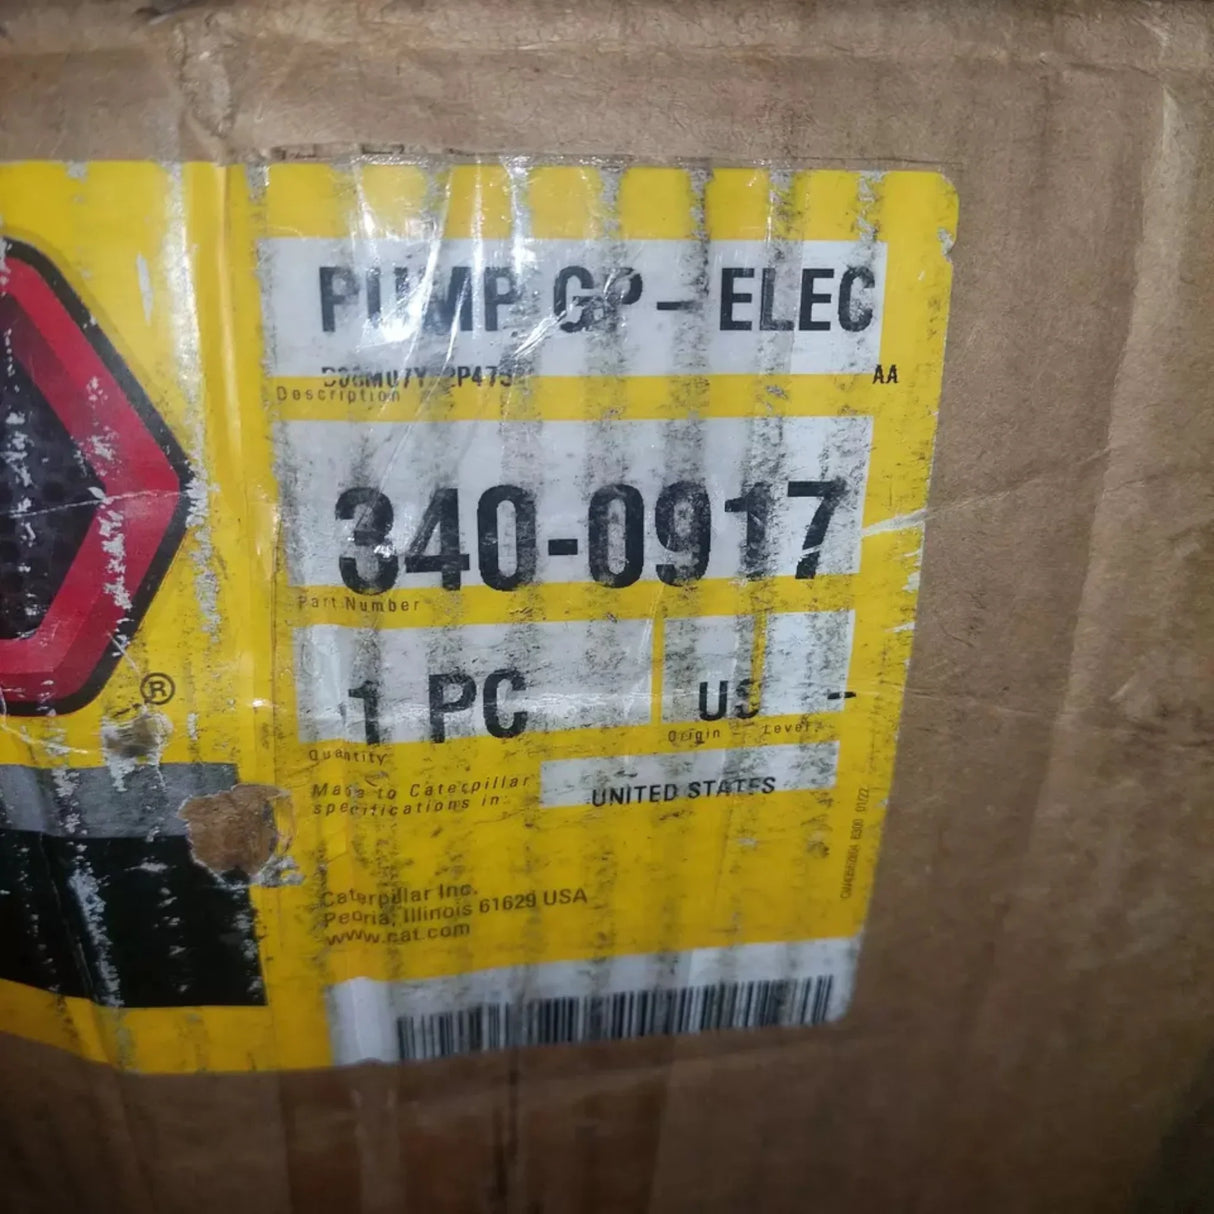 PUMP GP-ELEC
AA
Description
340-0917
Part Number
1 PC
US -
Quantity
Origin Level
Made to Caterpillar
specifications in:
UNITED STATES
Caterpillar Inc.
Peoria, Illinois 61629 USA
www.cat.com
®